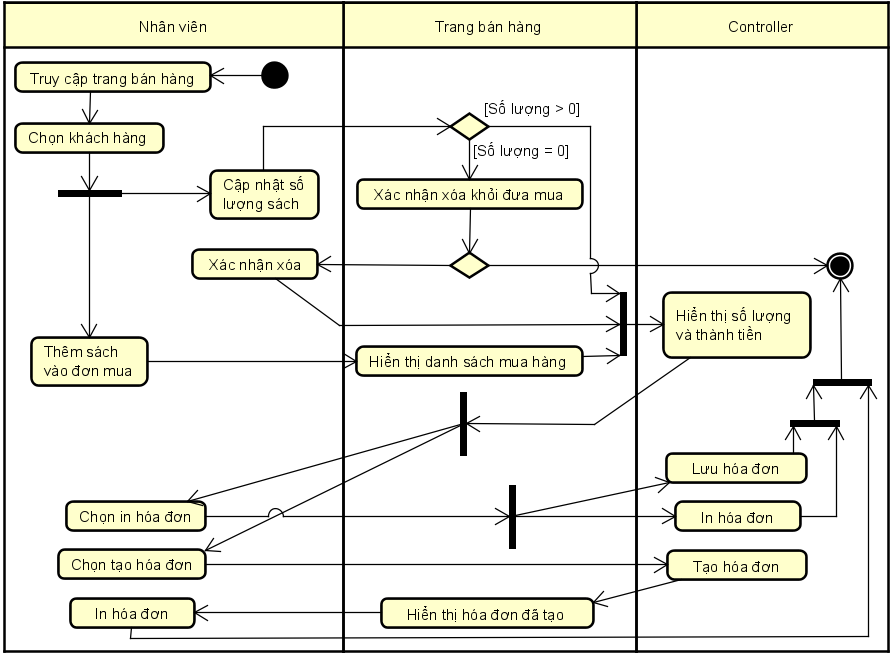 Nhân viên
Trang bán hàng
Controller
Truy cập trang bán hàng
[Số lượng > 0]
Chọn khách hàng
[Số lượng = 0]
Cập nhật số
lượng sách
Xác nhận xóa khỏi đưa mua
Xác nhận xóa
Hiển thị số lượng
và thành tiền
Thêm sách
vào đơn mua
Hiển thị danh sách mua hàng
Lưu hóa đơn
Chọn in hóa đơn
In hóa đơn
Chọn tạo hóa đơn
Tạo hóa đơn
In hóa đơn
Hiển thị hóa đơn đã tạo